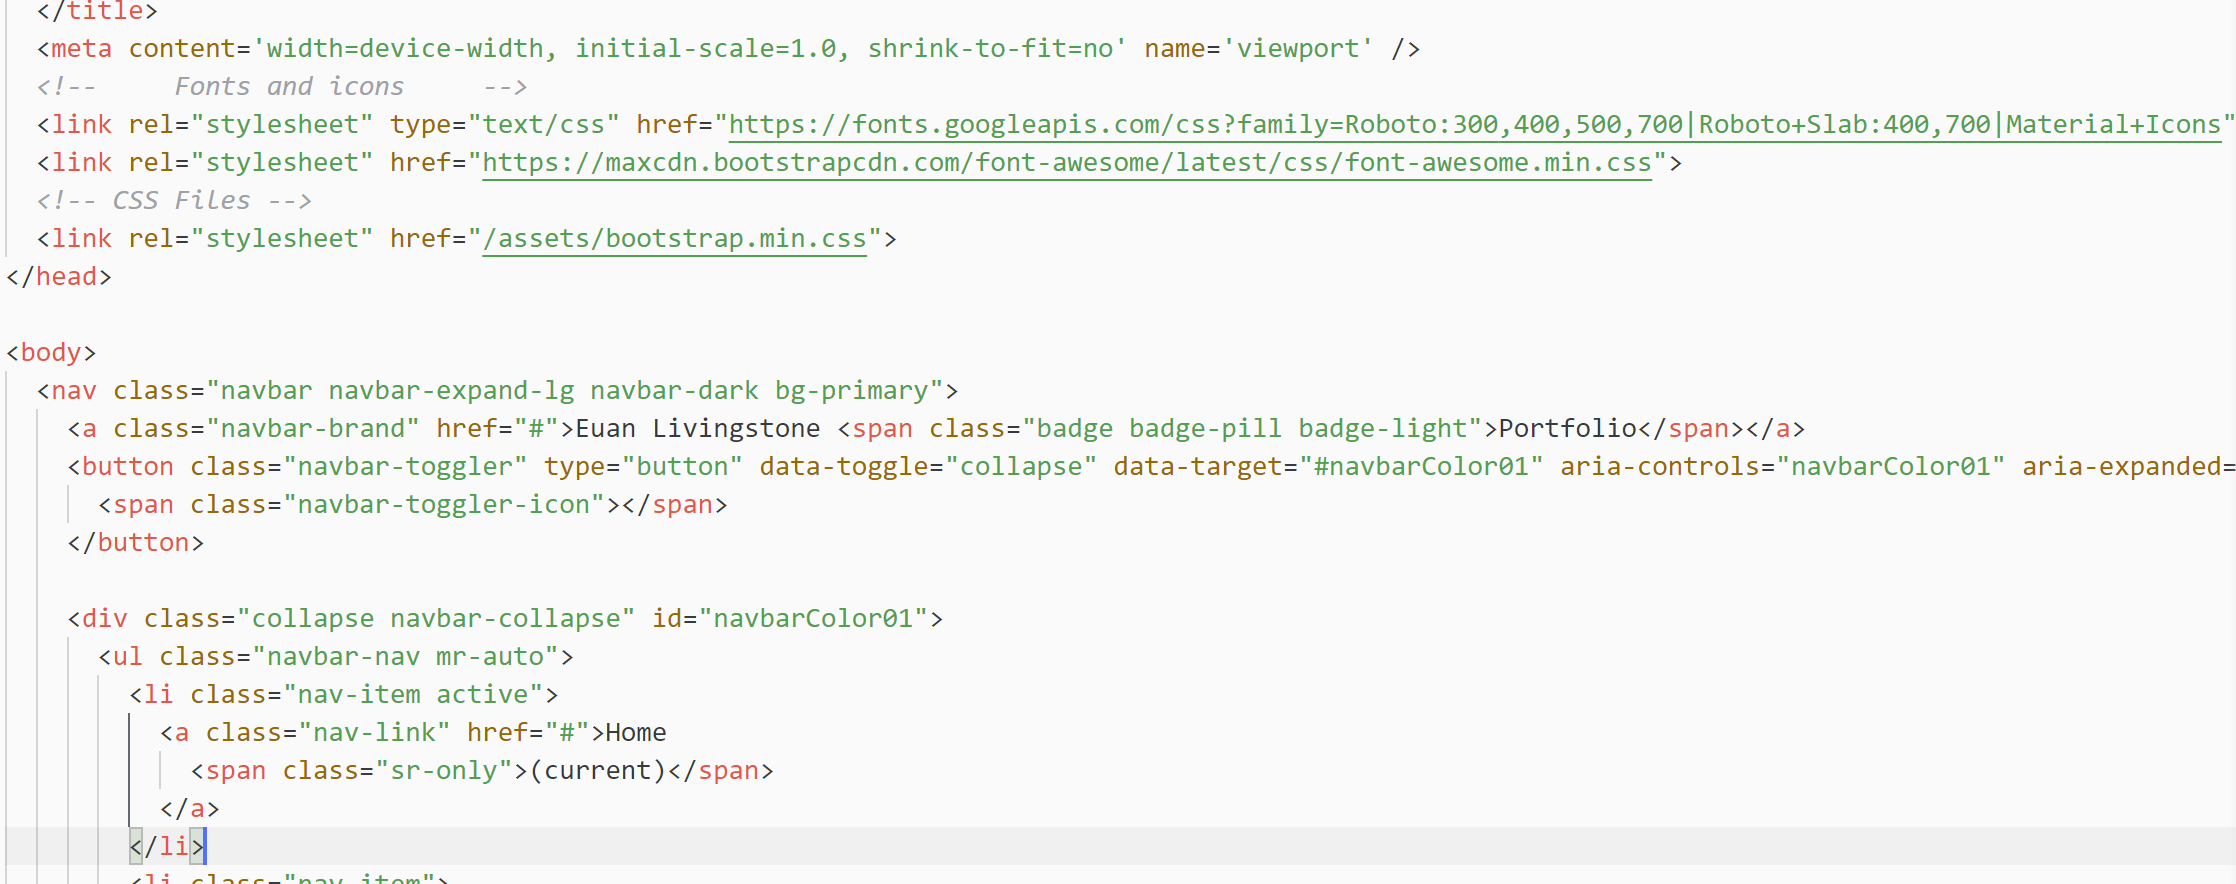 </title>
<meta content='width=device-width, initial-scale=1.0, shrink-to-fit=no' name='viewport' />
<!--     Fonts and icons     -->
<link rel="stylesheet" type="text/css" href="https://fonts.googleapis.com/css?family=Roboto:300,400,500,700|Roboto+Slab:400,700|Material+Icons"
<link rel="stylesheet" href="https://maxcdn.bootstrapcdn.com/font-awesome/latest/css/font-awesome.min.css">
<!-- CSS Files -->
<link rel="stylesheet" href="/assets/bootstrap.min.css">
</head>
<body>
<nav class="navbar navbar-expand-lg navbar-dark bg-primary">
<a class="navbar-brand" href="#">Euan Livingstone <span class="badge badge-pill badge-light">Portfolio</span></a>
<button class="navbar-toggler" type="button" data-toggle="collapse" data-target="#navbarColor01" aria-controls="navbarColor01" aria-expanded=
<span class="navbar-toggler-icon"></span>
</button>
<div class="collapse navbar-collapse" id="navbarColor01">
<ul class="navbar-nav mr-auto">
<li class="nav-item active">
<a class="nav-link" href="#">Home
<span class="sr-only">(current)</span>
</a>
</li>
<li class="nav-item">